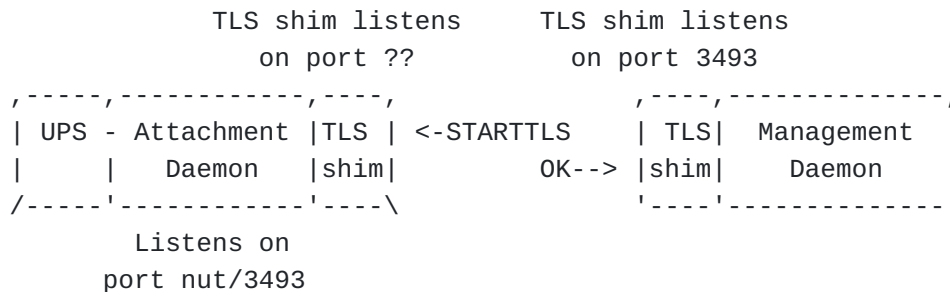 TLS shim listens TLS shim listens
on port ?? on port 3493
,-----,------------,----, ,----,--------------,
| UPS - Attachment |TLS | <-STARTTLS | TLS| Management
| | Daemon |shim| OK--> |shim| Daemon
/-----'------------'----\ '----'--------------
Listens on
port nut/3493